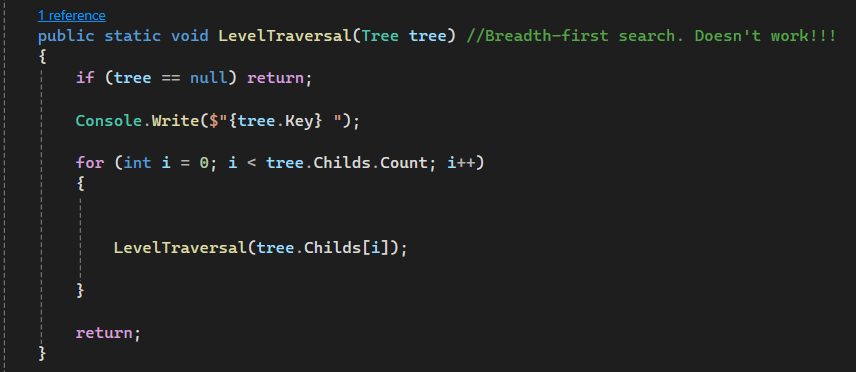 1 reference
public static void LevelTraversal(Tree tree) //Breadth-first search. Doesn't work!!!
{
if (tree == null) return;
Console.Write($"{tree.Key} ");
for (int i = 0; i < tree.Childs.Count; i++)
{
LevelTraversal(tree.Childs[i]);
}
return;
}